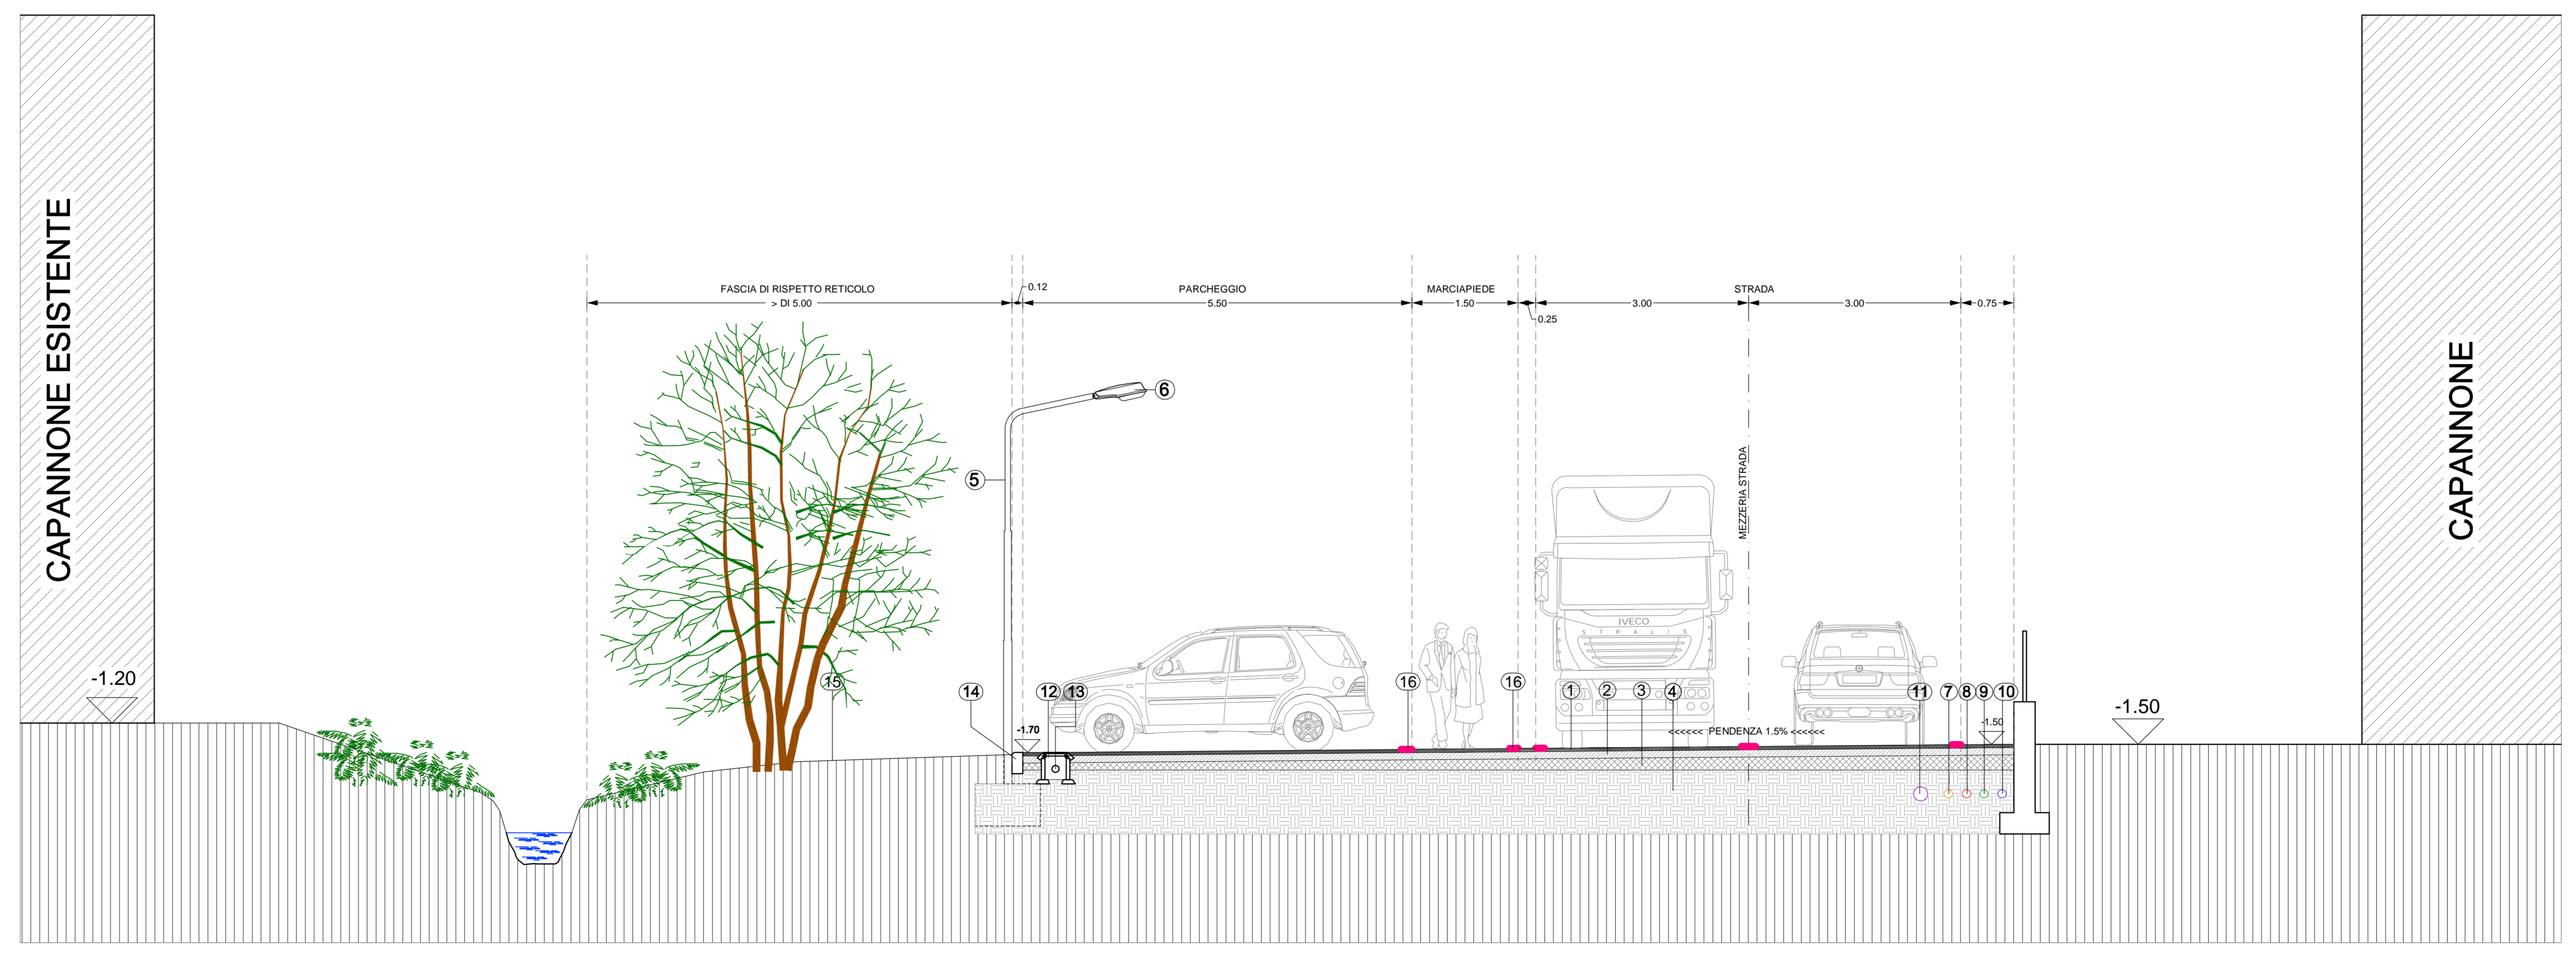 FASCIA DI RISPETTO RETICOLO
> DI 5.00
0.12
PARCHEGGIO
5.50
MARCIAPIEDE
1.50
0.25
STRADA
3.00
3.00
0.75
CAPANNONE ESISTENTE
CAPANNONE
MEZZERIA STRADA
6
5
IVECO
STRALIS
-1.20
15
14
12
13
16
16
1
2
3
4
11
7
8
9
10
-1.70
<<<<<< PENDENZA 1.5% <<<<<<
-1.50
-1.50